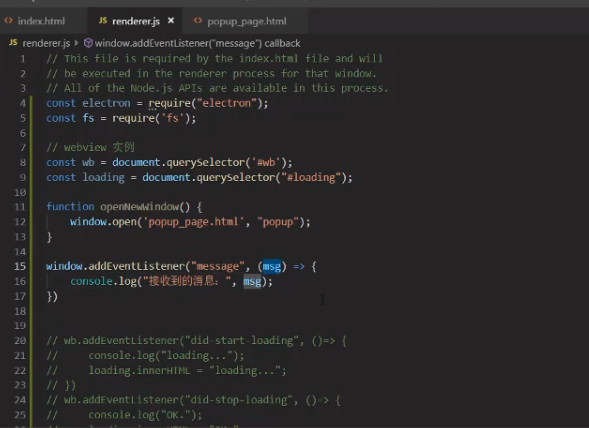 index.html
JS renderer.js ×
popup_page.html
JS renderer.js > window.addEventListener("message") callback
1 // This file is required by the index.html file and will
2 // be executed in the renderer process for that window.
3 // All of the Node.js APIs are available in this process.
4 const electron = require("electron");
5 const fs = require('fs');
6
7 // webview 实例
8 const wb = document.querySelector('#wb');
9 const loading = document.querySelector("#loading");
10
11 function openNewWindow() {
12 window.open('popup_page.html', "popup");
13 }
14
15 window.addEventListener("message", (msg) => {
16 console.log("接收到的消息：", msg);
17 })
18
19
20 // wb.addEventListener("did-start-loading", ()=> {
21 // console.log("loading...");
22 // loading.innerHTML = "loading...";
23 // })
24 // wb.addEventListener("did-stop-loading", ()=> {
25 // console.log("OK.");